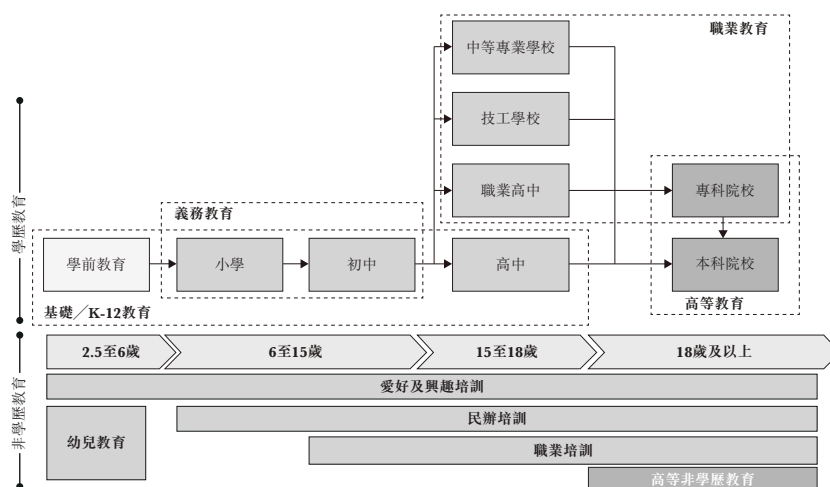 職業教育
中等專業學校
技工學校
職業高中
專科院校
學歷教育
義務教育
學前教育
小學
初中
高中
本科院校
基礎／K-12教育
高等教育
2.5至6歲
6至15歲
15至18歲
18歲及以上
非學歷教育
愛好及興趣培訓
幼兒教育
民辦培訓
職業培訓
高等非學歷教育